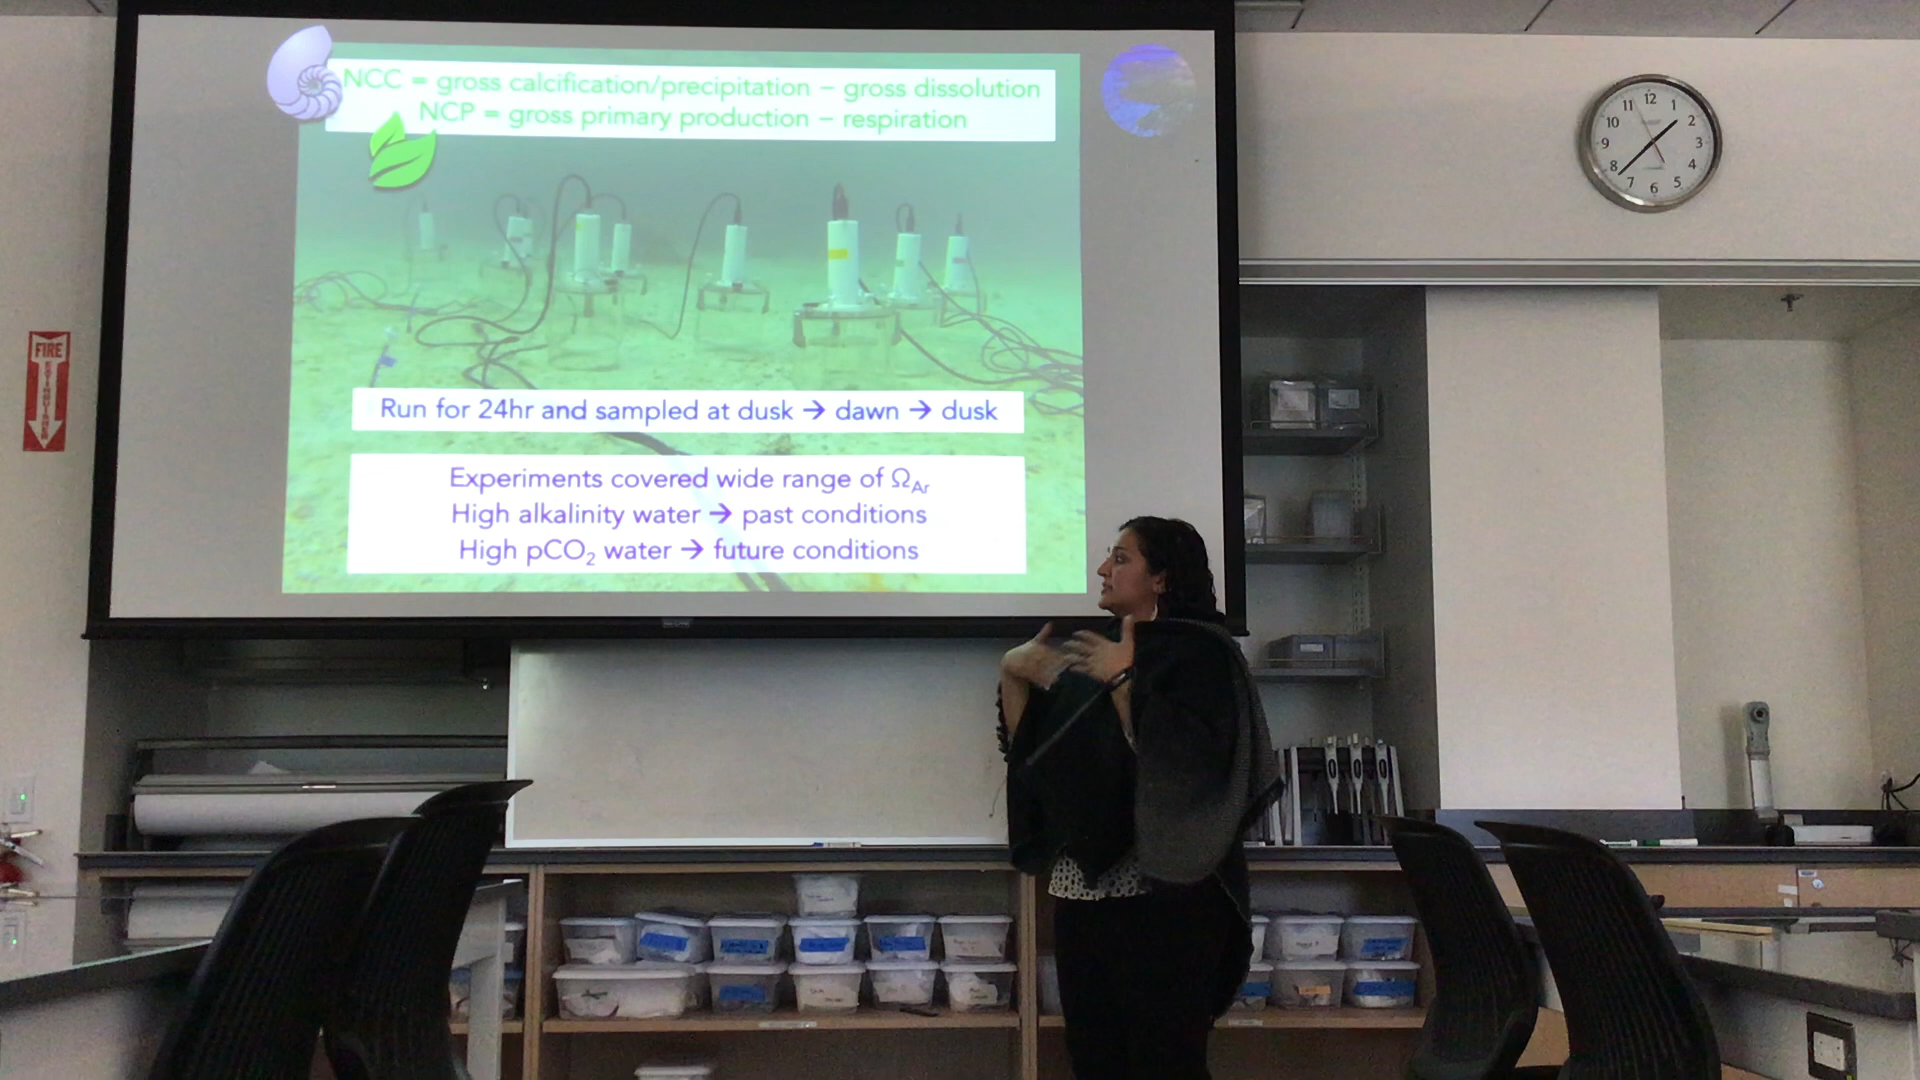 NCC = gross calcification/precipitation – gross dissolution
NCP = gross primary production – respiration
Run for 24hr and sampled at dusk → dawn → dusk
Experiments covered wide range of Ω_Ar
High alkalinity water → past conditions
High pCO₂ water → future conditions
FIRE
EXTINGUISHER
12
1
2
3
4
5
6
7
8
9
10
11